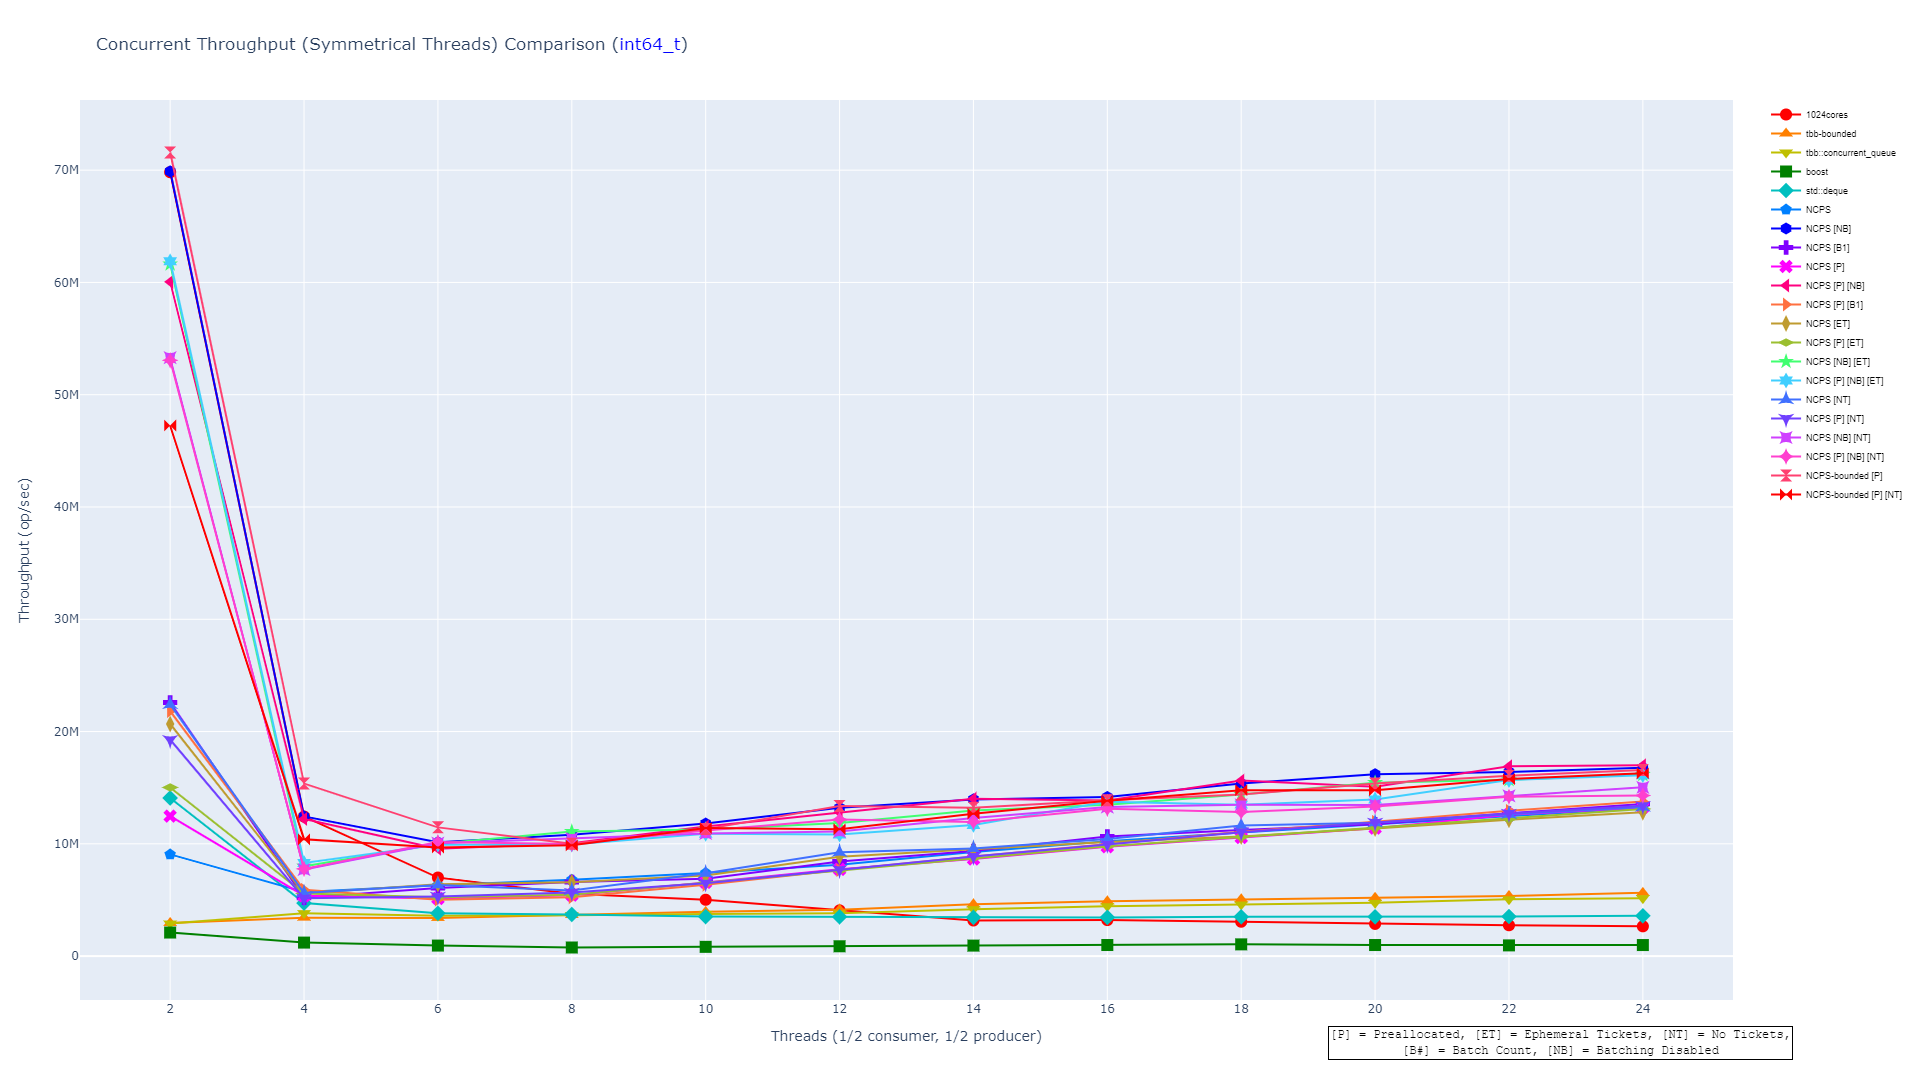 Concurrent Throughput (Symmetrical Threads) Comparison (int64_t)
Throughput (op/sec)
70M
60M
50M
40M
30M
20M
10M
0
2 4 6 8 10 12 14 16 18 20 22 24
Threads (1/2 consumer, 1/2 producer)
1024cores
tbb-bounded
tbb::concurrent_queue
boost
std::deque
NCPS
NCPS [NB]
NCPS [B1]
NCPS [P]
NCPS [P] [NB]
NCPS [P] [B1]
NCPS [ET]
NCPS [P] [ET]
NCPS [NB] [ET]
NCPS [P] [NB] [ET]
NCPS [NT]
NCPS [P] [NT]
NCPS [NB] [NT]
NCPS [P] [NB] [NT]
NCPS-bounded [P]
NCPS-bounded [P] [NT]
[P] = Preallocated, [ET] = Ephemeral Tickets, [NT] = No Tickets,
[B#] = Batch Count, [NB] = Batching Disabled